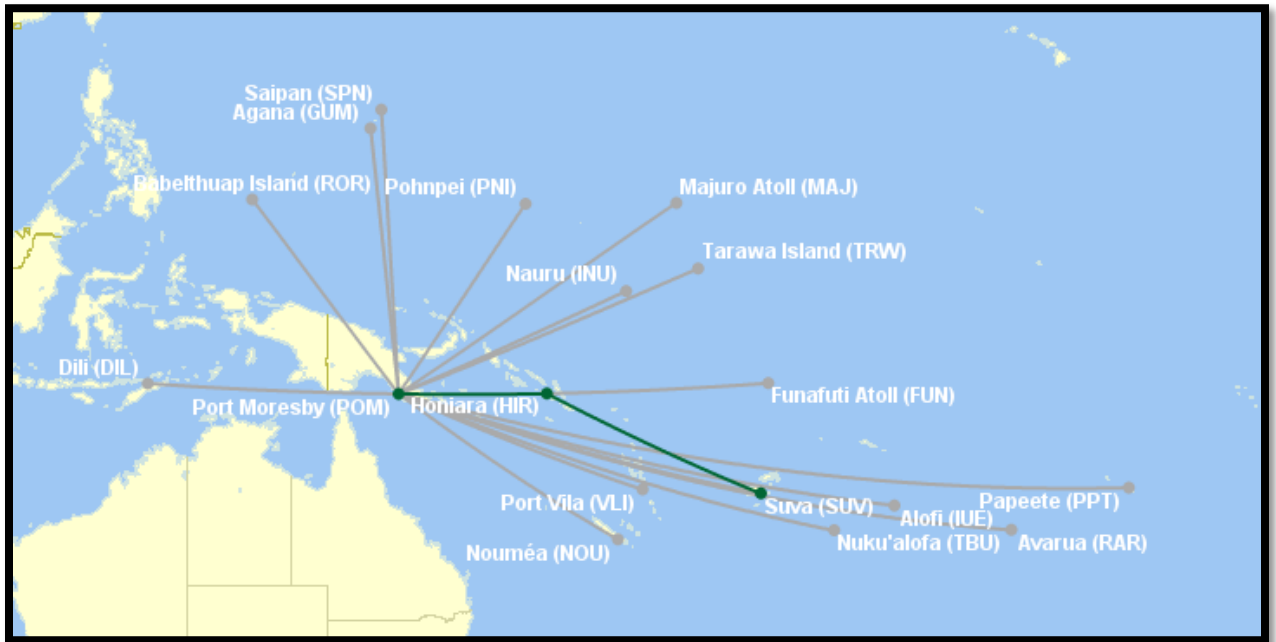 Saipan (SPN)
Agana (GUM)
Babelthuap Island (ROR)
Pohnpei (PNI)
Majuro Atoll (MAJ)
Tarawa Island (TRW)
Nauru (INU)
Dili (DIL)
Port Moresby (POM)
Honiara (HIR)
Funafuti Atoll (FUN)
Port Vila (VLI)
Suva (SUV)
Papeete (PPT)
Alofi (IUE)
Nouméa (NOU)
Nuku'alofa (TBU)
Avarua (RAR)